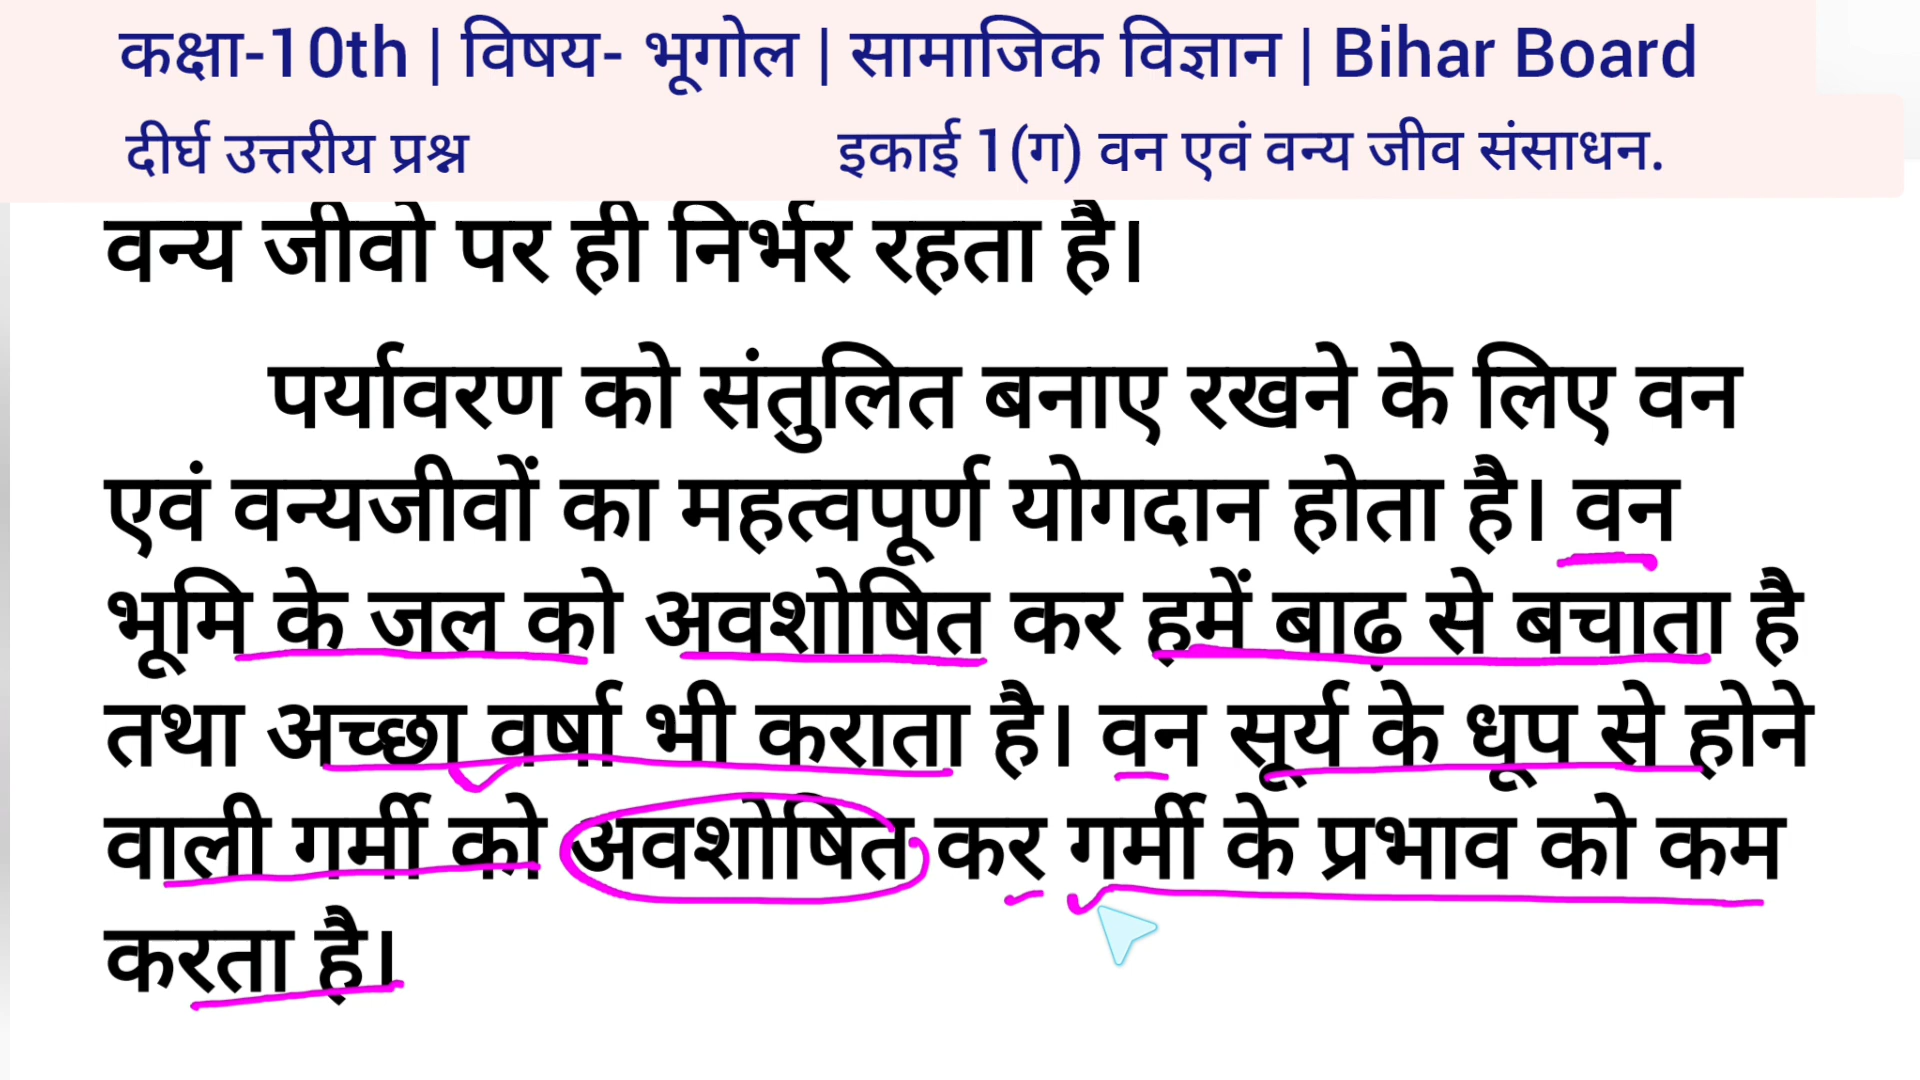 कक्षा-10th | विषय- भूगोल | सामाजिक विज्ञान | Bihar Board
दीर्घ उत्तरीय प्रश्न इकाई 1(ग) वन एवं वन्य जीव संसाधन.
वन्य जीवो पर ही निर्भर रहता है।
पर्यावरण को संतुलित बनाए रखने के लिए वन
एवं वन्यजीवों का महत्वपूर्ण योगदान होता है। वन
भूमि के जल को अवशोषित कर हमें बाढ़ से बचाता है
तथा अच्छा वर्षा भी कराता है। वन सूर्य के धूप से होने
वाली गर्मी को अवशोषित कर गर्मी के प्रभाव को कम
करता है।